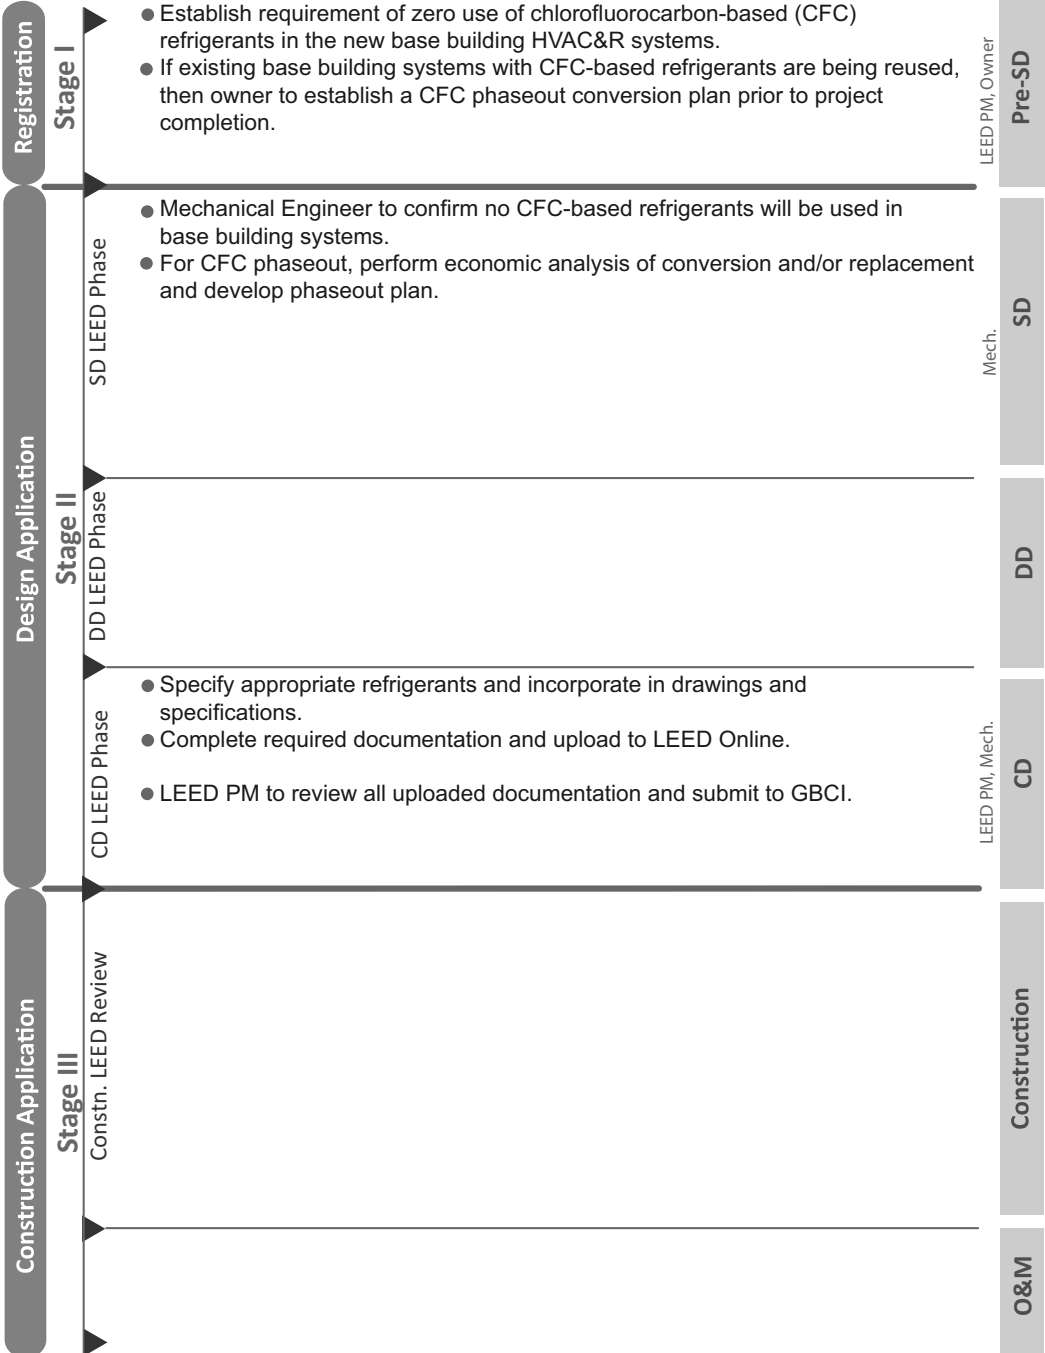 Registration
Stage I
● Establish requirement of zero use of chlorofluorocarbon-based (CFC)
refrigerants in the new base building HVAC&R systems.
● If existing base building systems with CFC-based refrigerants are being reused,
then owner to establish a CFC phaseout conversion plan prior to project
completion.
LEED PM, Owner
Pre-SD
Design Application
Stage II
SD LEED Phase
● Mechanical Engineer to confirm no CFC-based refrigerants will be used in
base building systems.
● For CFC phaseout, perform economic analysis of conversion and/or replacement
and develop phaseout plan.
Mech.
SD
DD LEED Phase
DD
CD LEED Phase
● Specify appropriate refrigerants and incorporate in drawings and
specifications.
● Complete required documentation and upload to LEED Online.
● LEED PM to review all uploaded documentation and submit to GBCI.
LEED PM, Mech.
CD
Construction Application
Stage III
Constn. LEED Review
Construction
O&M